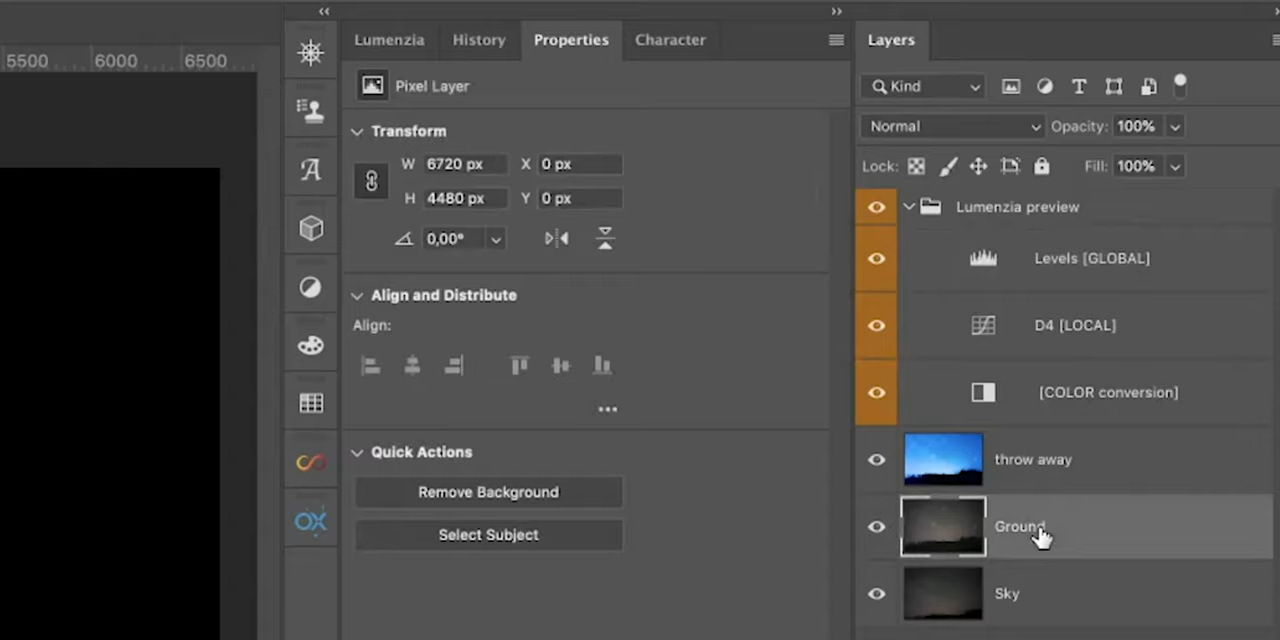 5500 6000 6500
Lumenzia History Properties Character
Pixel Layer
Transform
W 6720 px X 0 px
H 4480 px Y 0 px
0,00°
Align and Distribute
Align:
Quick Actions
Remove Background
Select Subject
Layers
Kind
Normal Opacity: 100%
Lock: Fill: 100%
Lumenzia preview
Levels [GLOBAL]
D4 [LOCAL]
[COLOR conversion]
throw away
Ground
Sky